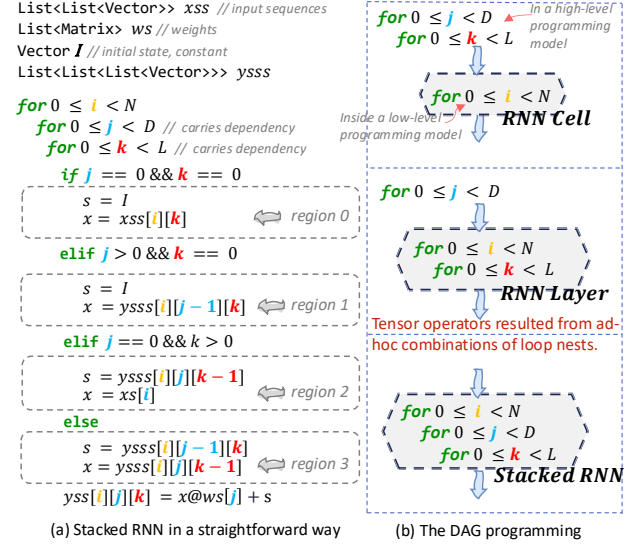 List<List<Vector>> xss // input sequences
List<Matrix> ws // weights
Vector I // initial state, constant
List<List<List<Vector>>> ysss
for 0 ≤ i < N
for 0 ≤ j < D // carries dependency
for 0 ≤ k < L // carries dependency
if j == 0 && k == 0
s = I
x = xss[i][k]
region 0
elif j > 0 && k == 0
s = I
x = ysss[i][j − 1][k]
region 1
elif j == 0 && k > 0
s = ysss[i][j][k − 1]
x = xs[i]
region 2
else
s = ysss[i][j − 1][k]
x = ysss[i][j][k − 1]
region 3
yss[i][j][k] = x@ws[j] + s
(a) Stacked RNN in a straightforward way
for 0 ≤ j < D
for 0 ≤ k < L
In a high-level
programming
model
for 0 ≤ i < N
Inside a low-level
programming model
RNN Cell
for 0 ≤ j < D
for 0 ≤ i < N
for 0 ≤ k < L
RNN Layer
Tensor operators resulted from ad-
hoc combinations of loop nests.
for 0 ≤ i < N
for 0 ≤ j < D
for 0 ≤ k < L
Stacked RNN
(b) The DAG programming